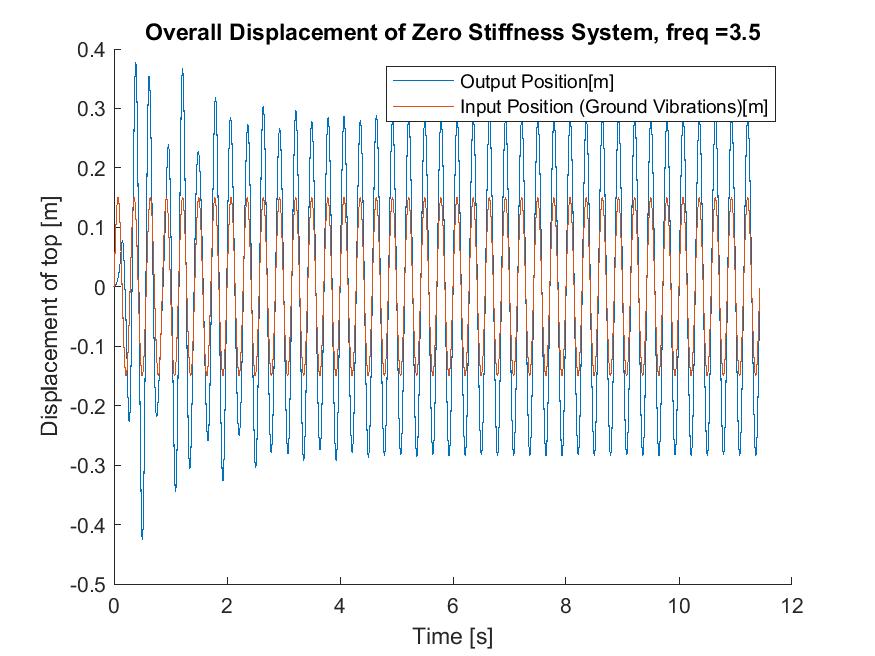 Overall Displacement of Zero Stiffness System, freq =3.5
Output Position[m]
Input Position (Ground Vibrations)[m]
Displacement of top [m]
0.4
0.3
0.2
0.1
0
-0.1
-0.2
-0.3
-0.4
-0.5
0 2 4 6 8 10 12
Time [s]